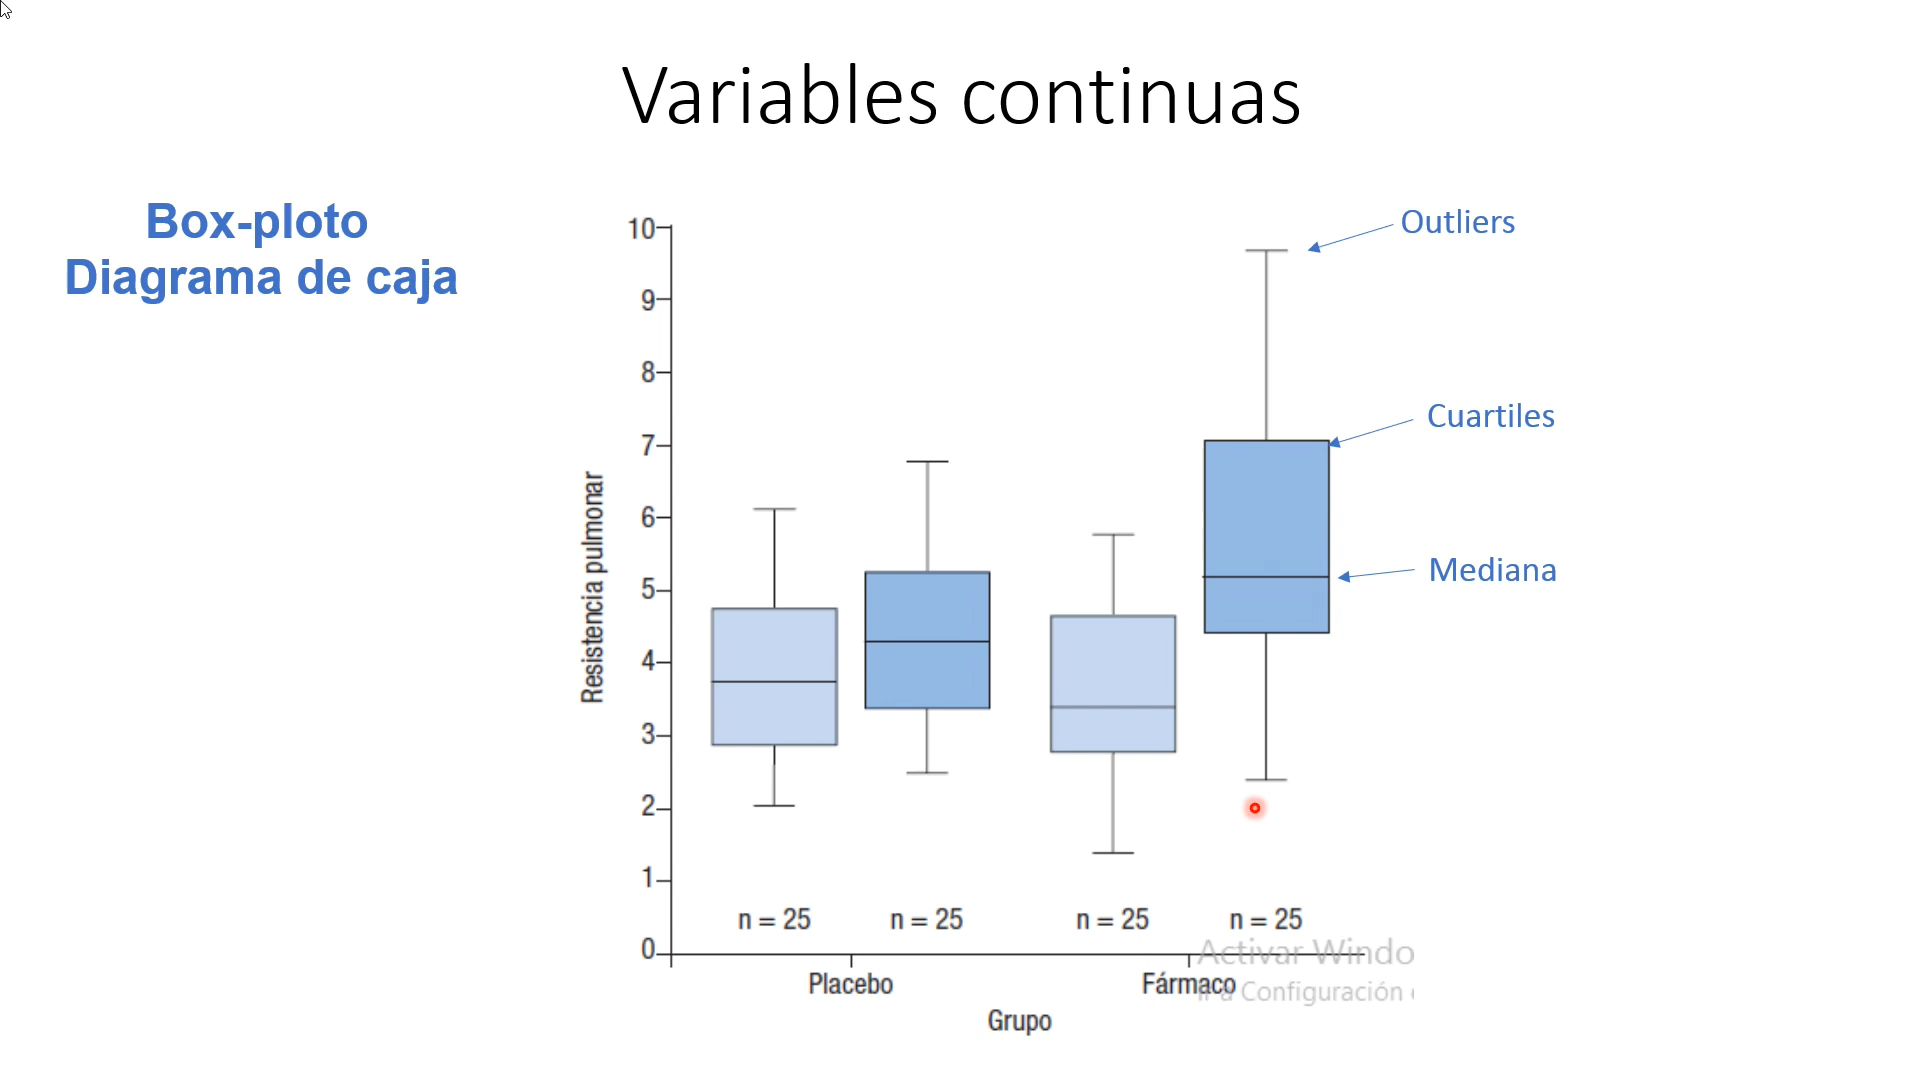 Variables continuas
Box-ploto
Diagrama de caja
Outliers
Cuartiles
Mediana
Resistencia pulmonar
10
9
8
7
6
5
4
3
2
1
0
n = 25 n = 25 n = 25 n = 25
Placebo Fármaco
Grupo
Activar Windo
Configuración